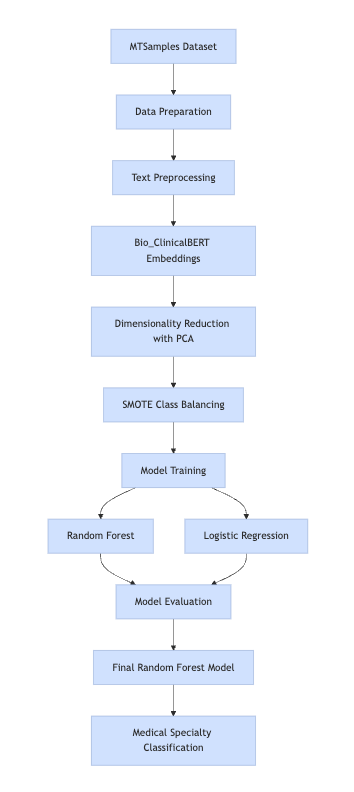 MTSamples Dataset
Data Preparation
Text Preprocessing
Bio_ClinicalBERT
Embeddings
Dimensionality Reduction
with PCA
SMOTE Class Balancing
Model Training
Random Forest
Logistic Regression
Model Evaluation
Final Random Forest Model
Medical Specialty
Classification